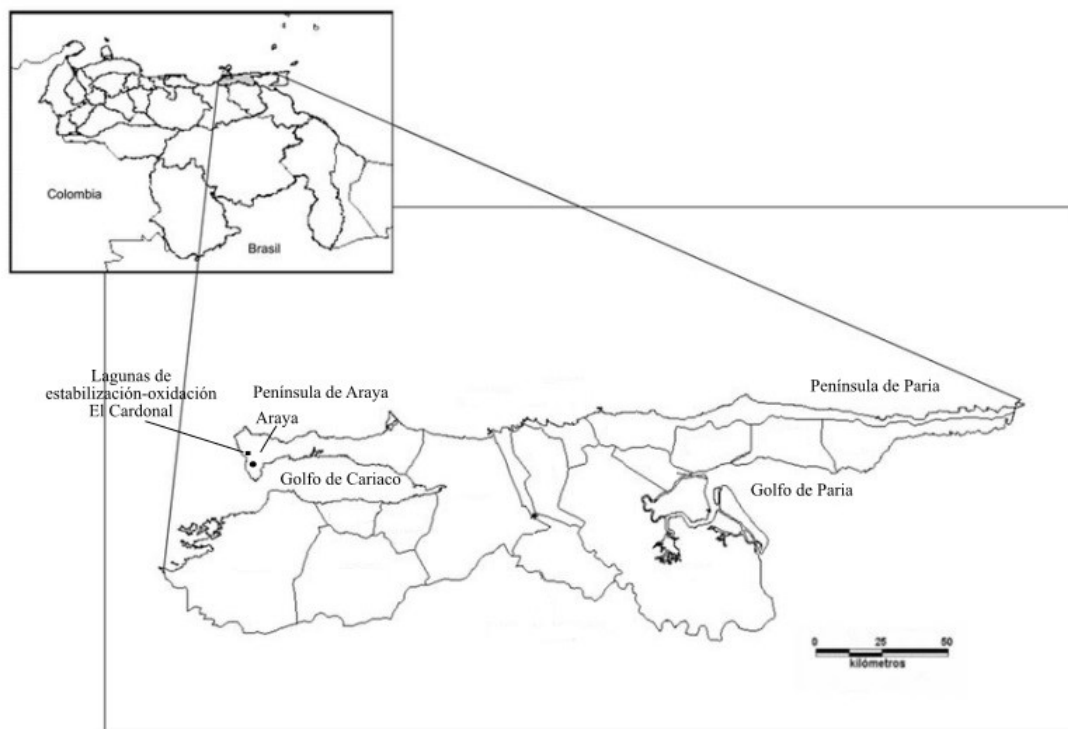 Colombia
Brasil
Lagunas de
estabilización-oxidación
El Cardonal
Península de Araya
Araya
Golfo de Cariaco
Península de Paria
Golfo de Paria
0 25 50
kilómetros